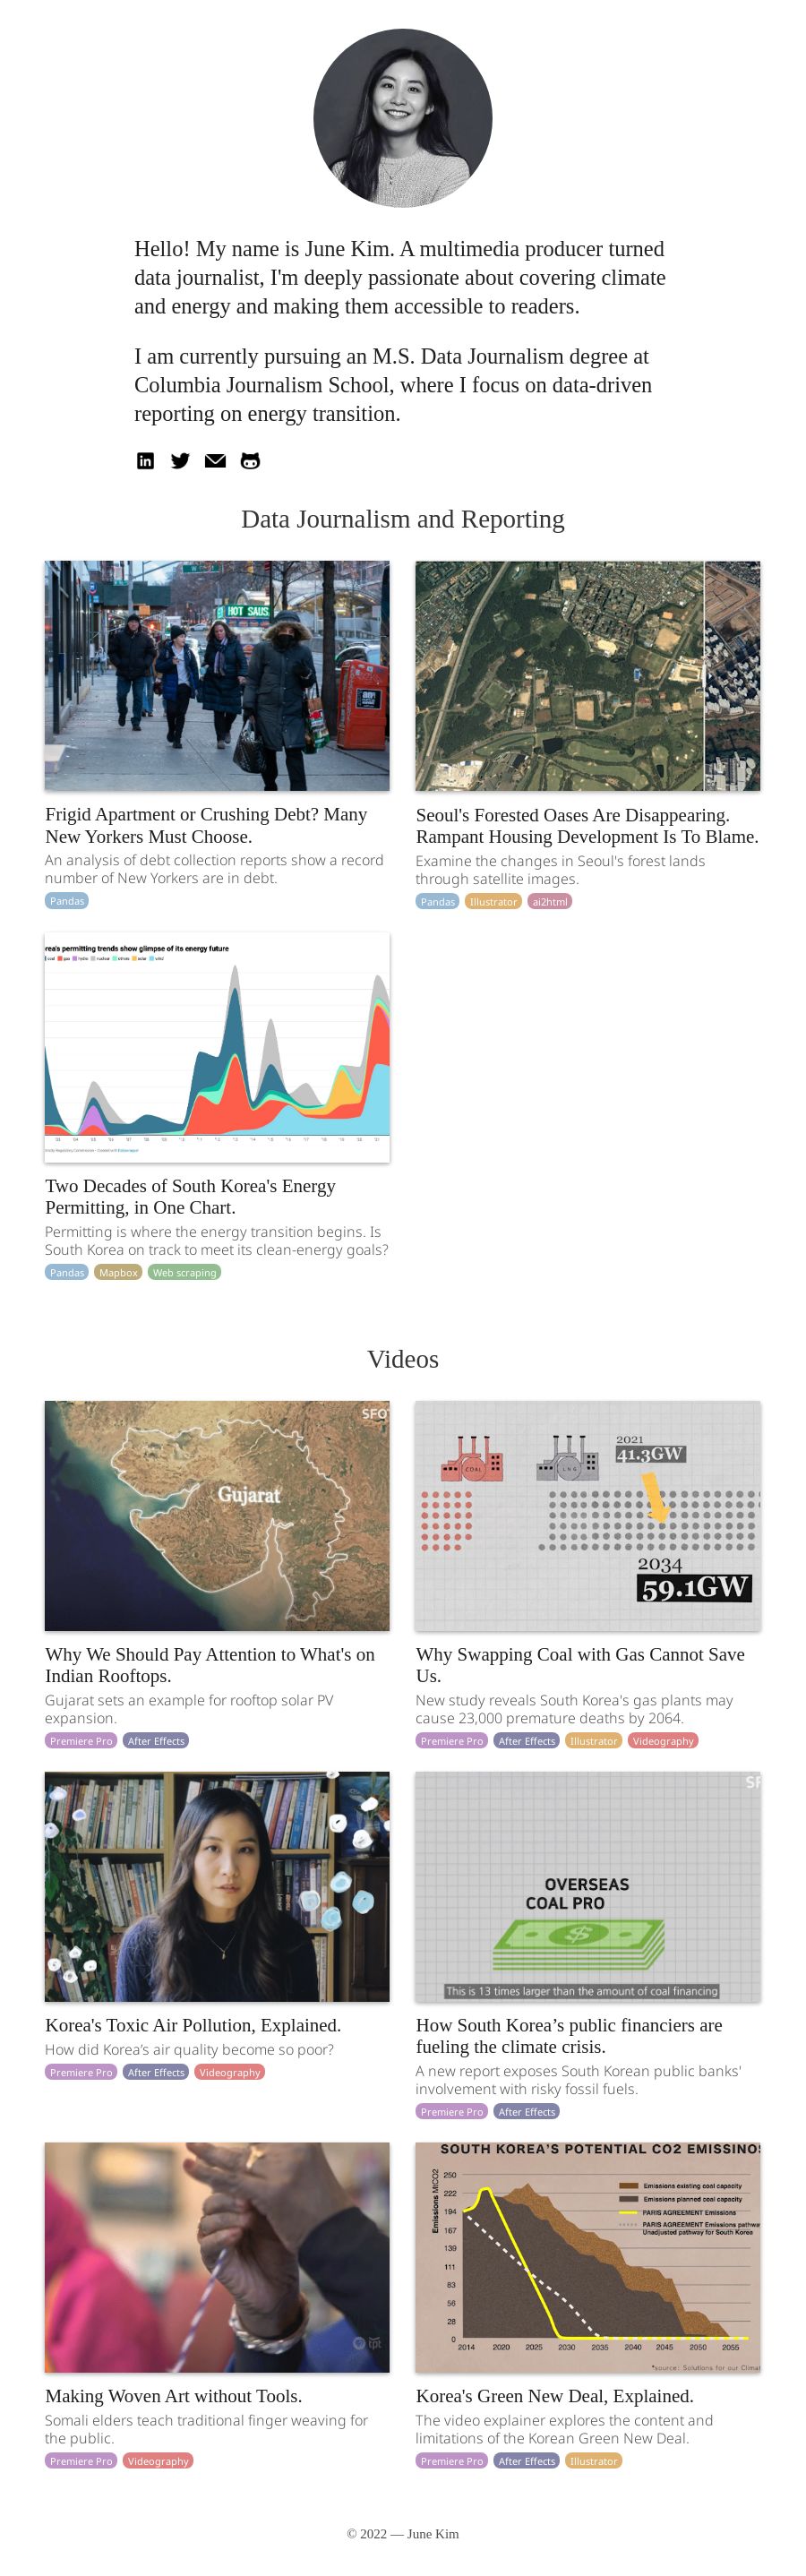 Hello! My name is June Kim. A multimedia producer turned
data journalist, I'm deeply passionate about covering climate
and energy and making them accessible to readers.
I am currently pursuing an M.S. Data Journalism degree at
Columbia Journalism School, where I focus on data-driven
reporting on energy transition.
in
Data Journalism and Reporting
HOT SAUS
Frigid Apartment or Crushing Debt? Many
New Yorkers Must Choose.
An analysis of debt collection reports show a record
number of New Yorkers are in debt.
Pandas
Seoul's Forested Oases Are Disappearing.
Rampant Housing Development Is To Blame.
Examine the changes in Seoul's forest lands
through satellite images.
Pandas Illustrator ai2html
rea's permitting trends show glimpse of its energy future
Two Decades of South Korea's Energy
Permitting, in One Chart.
Permitting is where the energy transition begins. Is
South Korea on track to meet its clean-energy goals?
Pandas Mapbox Web scraping
Videos
SFO
Gujarat
Why We Should Pay Attention to What's on
Indian Rooftops.
Gujarat sets an example for rooftop solar PV
expansion.
Premiere Pro After Effects
COAL
LNG
2021
41.3GW
2034
59.1GW
Why Swapping Coal with Gas Cannot Save
Us.
New study reveals South Korea's gas plants may
cause 23,000 premature deaths by 2064.
Premiere Pro After Effects Illustrator Videography
Korea's Toxic Air Pollution, Explained.
How did Korea's air quality become so poor?
Premiere Pro After Effects Videography
OVERSEAS
COAL PRO
$
This is 13 times larger than the amount of coal financing
How South Korea’s public financiers are
fueling the climate crisis.
A new report exposes South Korean public banks'
involvement with risky fossil fuels.
Premiere Pro After Effects
tpt
Making Woven Art without Tools.
Somali elders teach traditional finger weaving for
the public.
Premiere Pro Videography
SOUTH KOREA'S POTENTIAL CO2 EMISSINOS
Emissions MtCO2
250
222
194
167
139
111
83
56
28
0
2014 2020 2025 2030 2035 2040 2045 2050 2055
Emissions existing coal capacity
Emissions planned coal capacity
PARIS AGREEMENT Emissions
PARIS AGREEMENT Emissions pathwa
Unadjusted pathway for South Korea
*source: Solutions for our Clima
Korea's Green New Deal, Explained.
The video explainer explores the content and
limitations of the Korean Green New Deal.
Premiere Pro After Effects Illustrator
© 2022 — June Kim